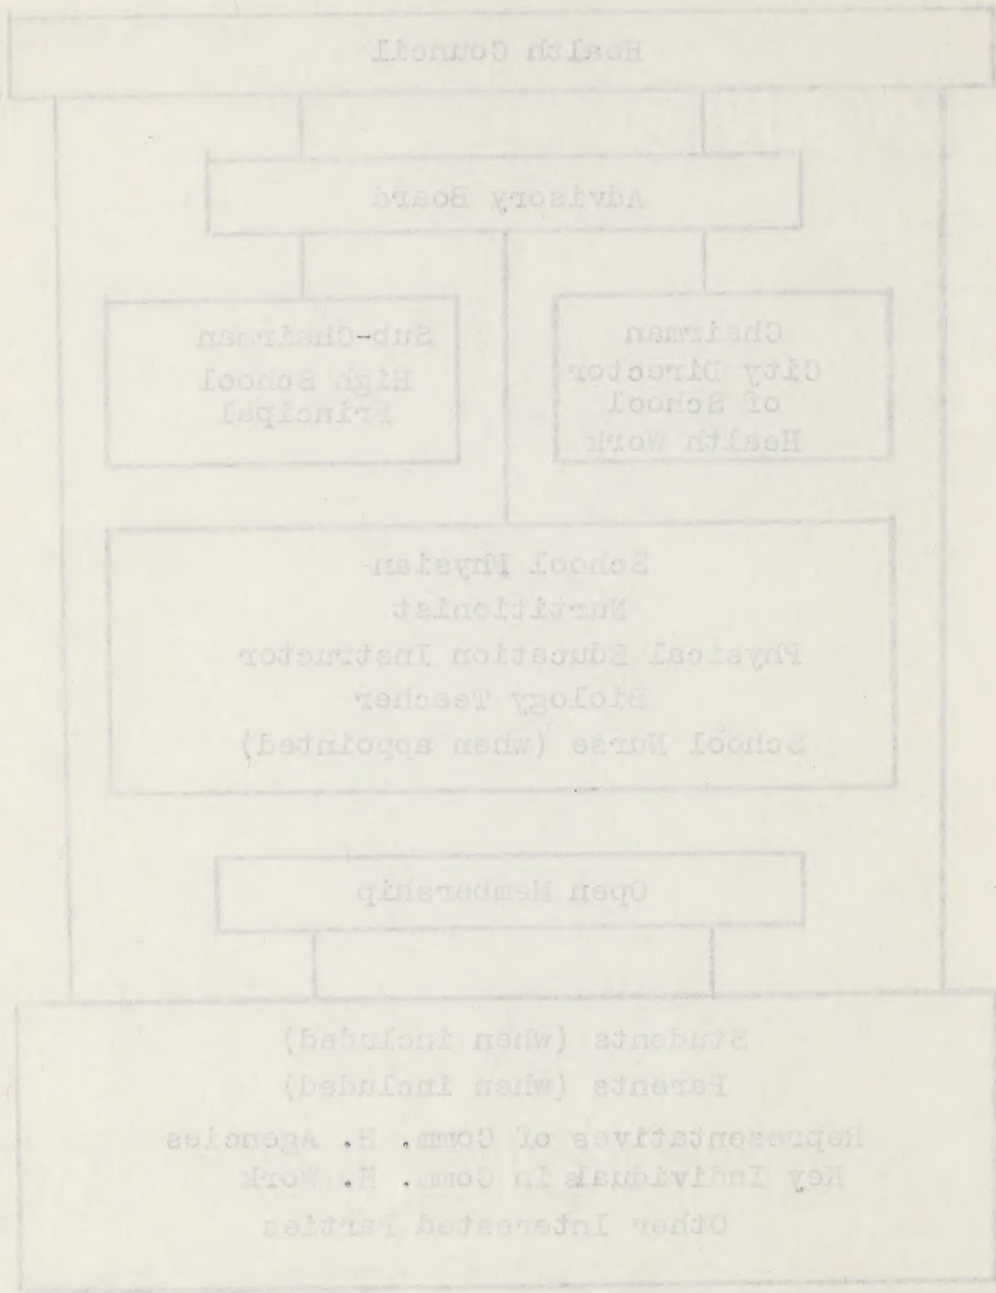 Health Council
Advisory Board
Chairman
City Director
of School
Health Work
Sub-Chairman
High School
Principal
School Physian
Nurtitionist
Physical Education Instructor
Biology Teacher
School Nurse (when appointed)
Open Membership
Students (when included)
Parents (when included)
Representatives of Comm. H. Agencies
Key Individuals in Comm. H. Work
Other Interested Parties